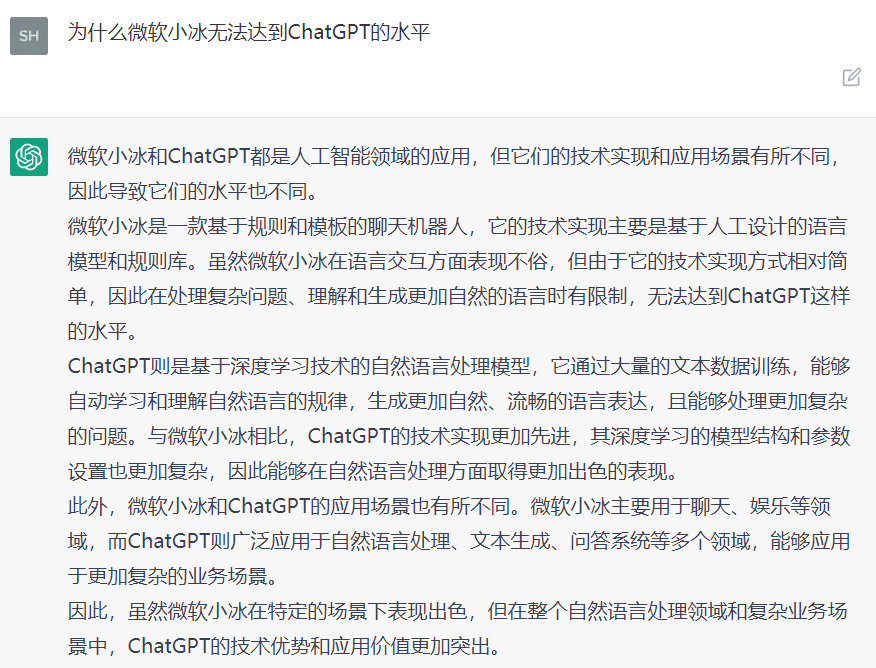 SH
为什么微软小冰无法达到ChatGPT的水平
微软小冰和ChatGPT都是人工智能领域的应用，但它们的技术实现和应用场景有所不同，
因此导致它们的水平也不同。
微软小冰是一款基于规则和模板的聊天机器人，它的技术实现主要是基于人工设计的语言
模型和规则库。虽然微软小冰在语言交互方面表现不俗，但由于它的技术实现方式相对简
单，因此在处理复杂问题、理解和生成更加自然的语言时有限制，无法达到ChatGPT这样
的水平。
ChatGPT则是基于深度学习技术的自然语言处理模型，它通过大量的文本数据训练，能够
自动学习和理解自然语言的规律，生成更加自然、流畅的语言表达，且能够处理更加复杂
的问题。与微软小冰相比，ChatGPT的技术实现更加先进，其深度学习的模型结构和参数
设置也更加复杂，因此能够在自然语言处理方面取得更加出色的表现。
此外，微软小冰和ChatGPT的应用场景也有所不同。微软小冰主要用于聊天、娱乐等领
域，而ChatGPT则广泛应用于自然语言处理、文本生成、问答系统等多个领域，能够应用
于更加复杂的业务场景。
因此，虽然微软小冰在特定的场景下表现出色，但在整个自然语言处理领域和复杂业务场
景中，ChatGPT的技术优势和应用价值更加突出。